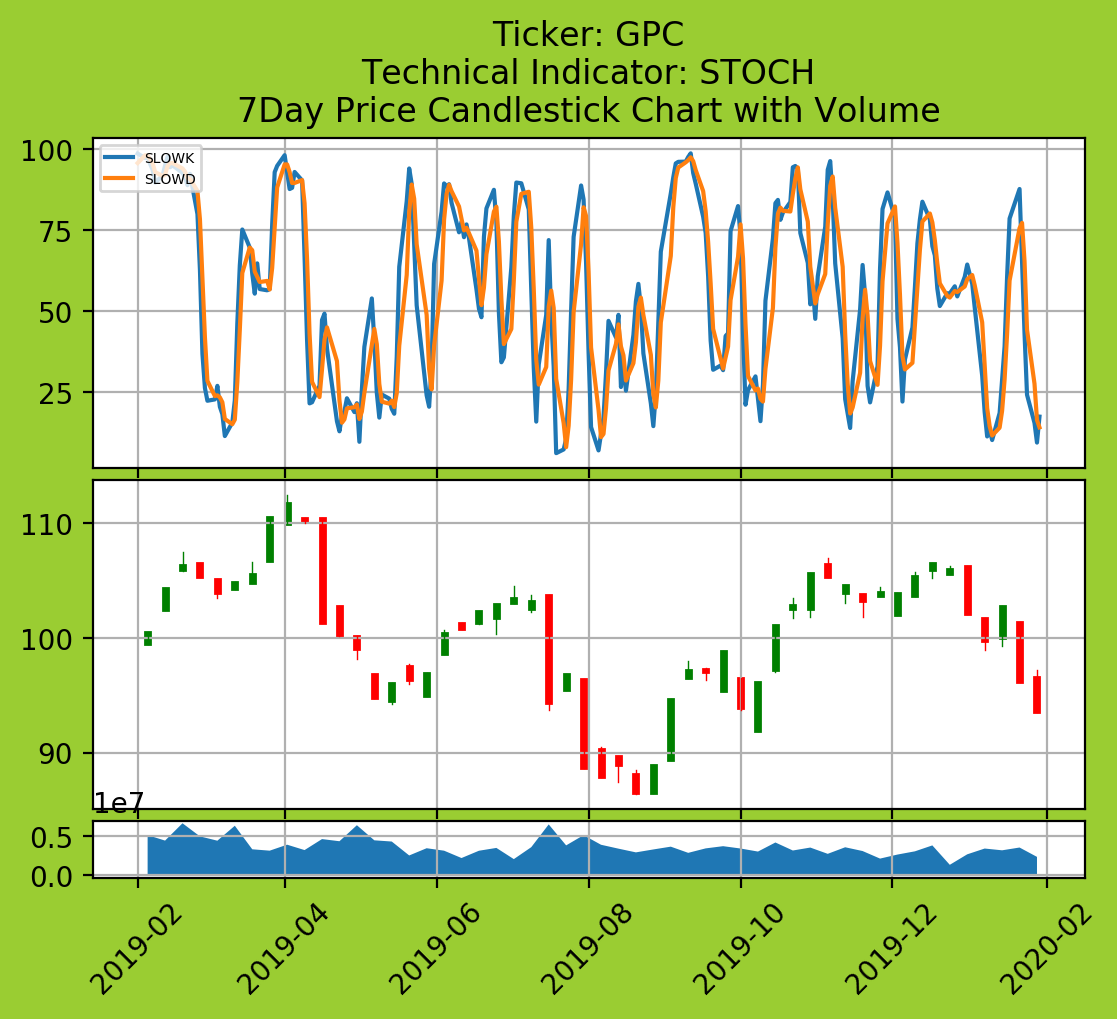 Ticker: GPC
Technical Indicator: STOCH
7Day Price Candlestick Chart with Volume
100
75
50
25
SLOWK
SLOWD
110
100
90
1e7
0.5
0.0
2019-02
2019-04
2019-06
2019-08
2019-10
2019-12
2020-02